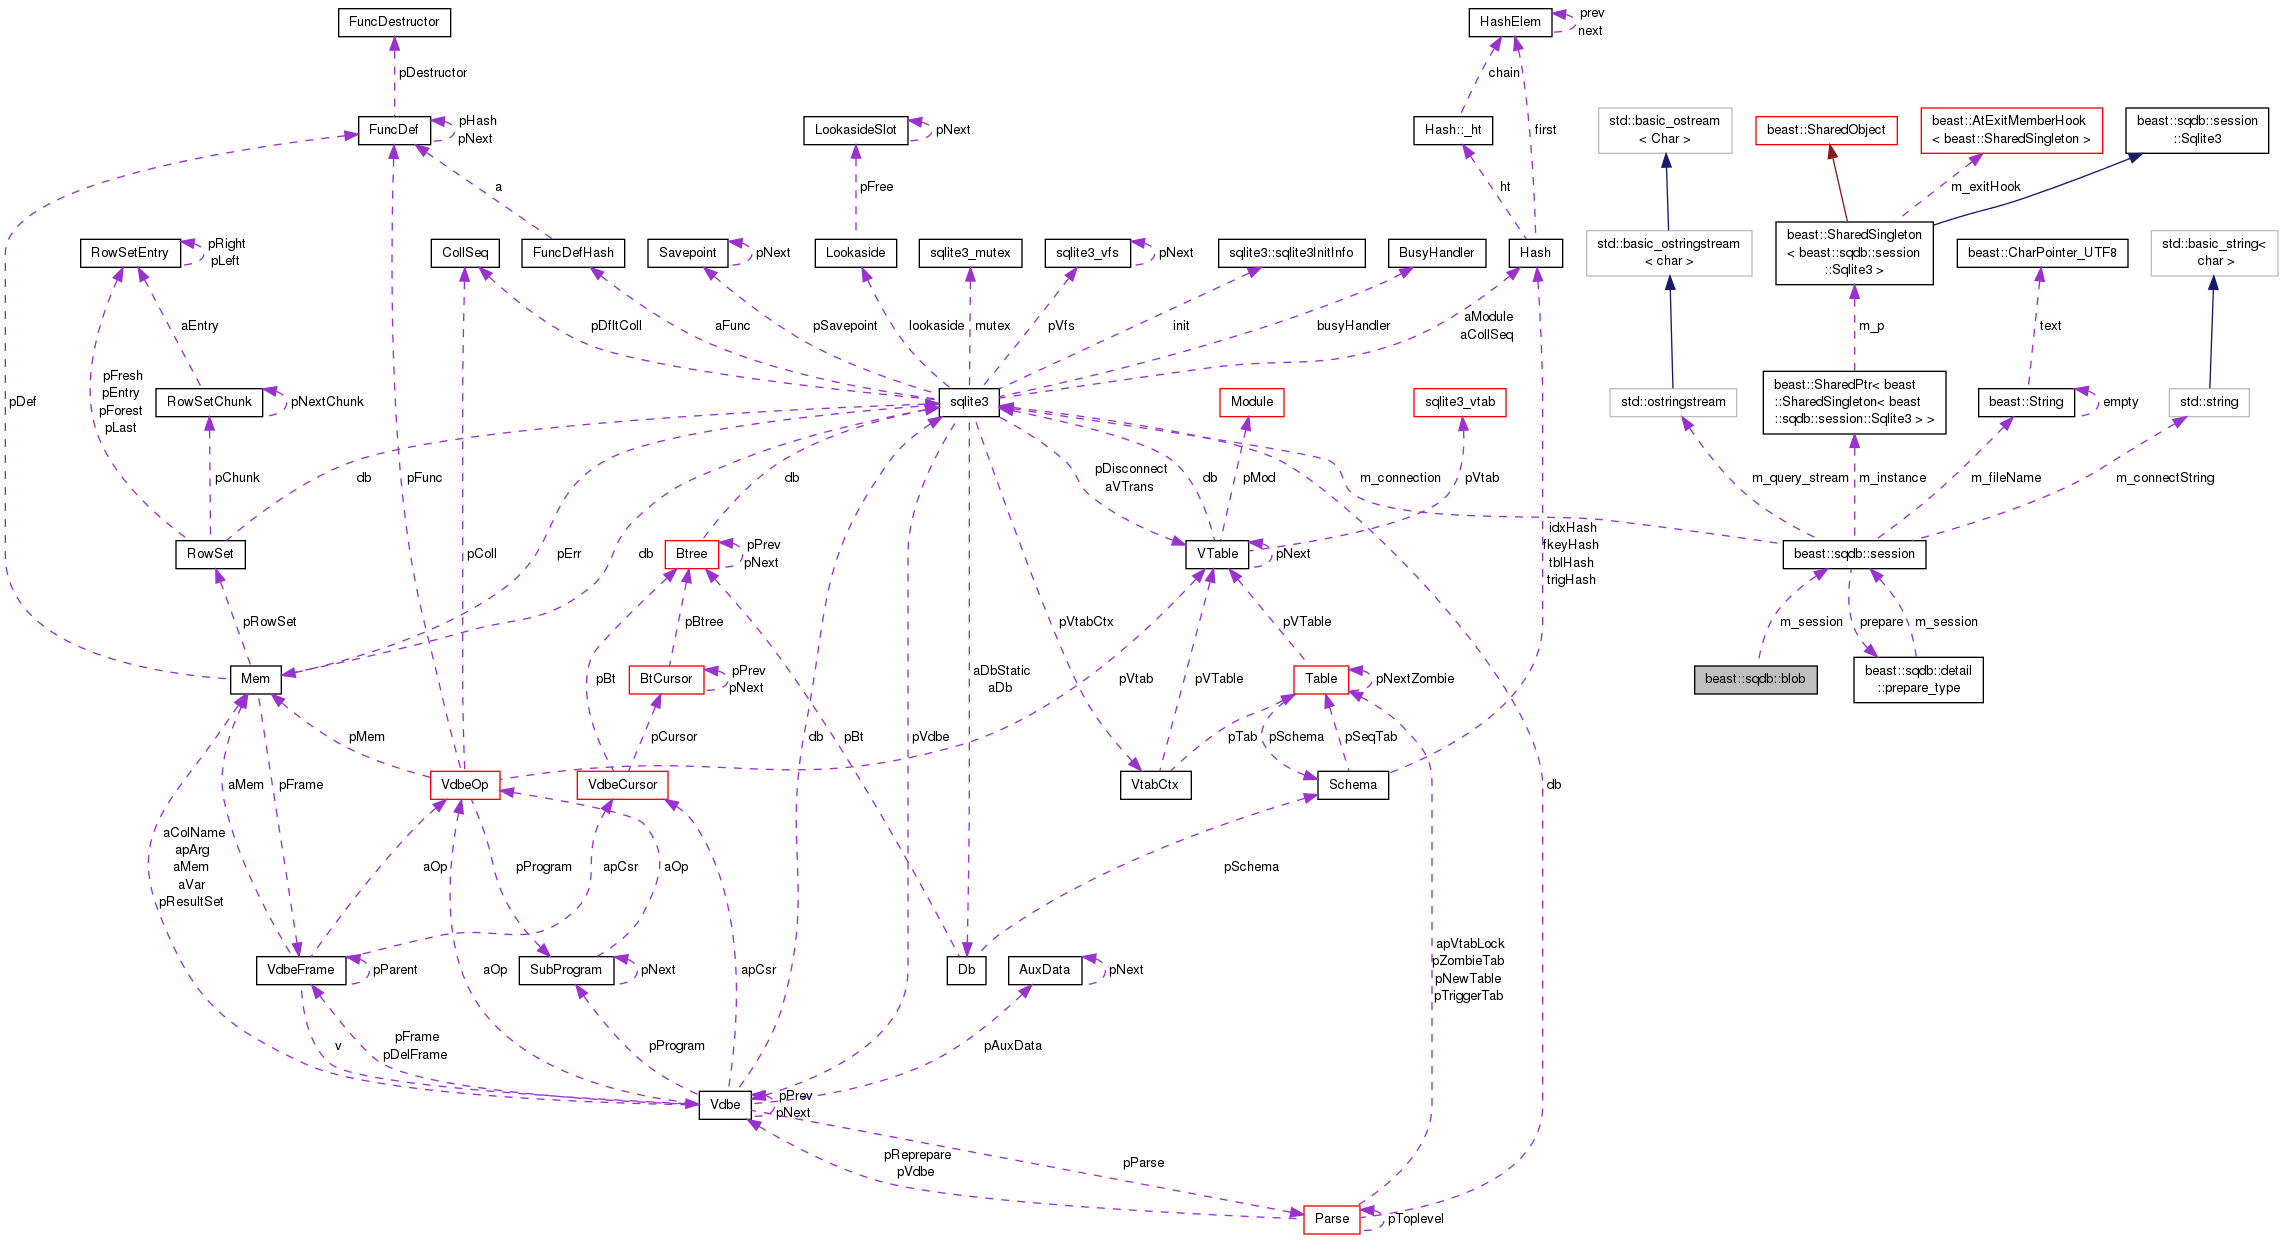 FuncDestructor
HashElem
prev
next
pDestructor
chain
FuncDef
pHash
pNext
LookasideSlot
pNext
Hash::_ht
first
std::basic_ostream
< Char >
beast::SharedObject
beast::AtExitMemberHook
< beast::SharedSingleton >
beast::sqdb::session
::Sqlite3
a
pFree
ht
m_exitHook
RowSetEntry
pRight
pLeft
CollSeq
FuncDefHash
Savepoint
pNext
Lookaside
sqlite3_mutex
sqlite3_vfs
pNext
sqlite3::sqlite3InitInfo
BusyHandler
Hash
std::basic_ostringstream
< char >
beast::SharedSingleton
< beast::sqdb::session
::Sqlite3 >
beast::CharPointer_UTF8
std::basic_string<
char >
aEntry
pDfltColl
aFunc
pSavepoint
lookaside
mutex
pVfs
init
busyHandler
aModule
aCollSeq
m_p
text
pFresh
pEntry
pForest
pLast
pDef
RowSetChunk
pNextChunk
sqlite3
Module
sqlite3_vtab
std::ostringstream
beast::SharedPtr< beast
::SharedSingleton< beast
::sqdb::session::Sqlite3 > >
beast::String
empty
std::string
pChunk
db
pFunc
db
pDisconnect
aVTrans
db
pMod
m_connection
pVtab
m_query_stream
m_instance
m_fileName
m_connectString
RowSet
pColl
pErr
db
Btree
pPrev
pNext
VTable
pNext
idxHash
fkeyHash
tblHash
trigHash
beast::sqdb::session
pRowSet
pBtree
pVtabCtx
pVTable
m_session
prepare
m_session
Mem
pBt
BtCursor
pPrev
pNext
aDbStatic
aDb
pVtab
pVTable
Table
pNextZombie
beast::sqdb::blob
beast::sqdb::detail
::prepare_type
pMem
pCursor
db
pVdbe
pBt
pTab
pSchema
pSeqTab
aMem
pFrame
VdbeOp
VdbeCursor
VtabCtx
Schema
db
aColName
apArg
aMem
aVar
pResultSet
aOp
pProgram
apCsr
aOp
pSchema
VdbeFrame
pParent
SubProgram
pNext
aOp
apCsr
Db
AuxData
pNext
apVtabLock
pZombieTab
pNewTable
pTriggerTab
v
pFrame
pDelFrame
pProgram
pAuxData
Vdbe
pPrev
pNext
pReprepare
pVdbe
pParse
Parse
pToplevel